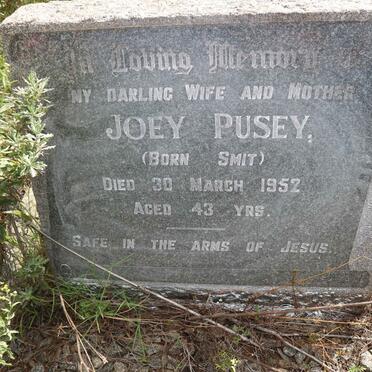 In Loving Memory
MY DARLING WIFE AND MOTHER
JOEY PUSEY,
(BORN SMIT)
DIED 30 MARCH 1952
AGED 43 YRS.
SAFE IN THE ARMS OF JESUS.